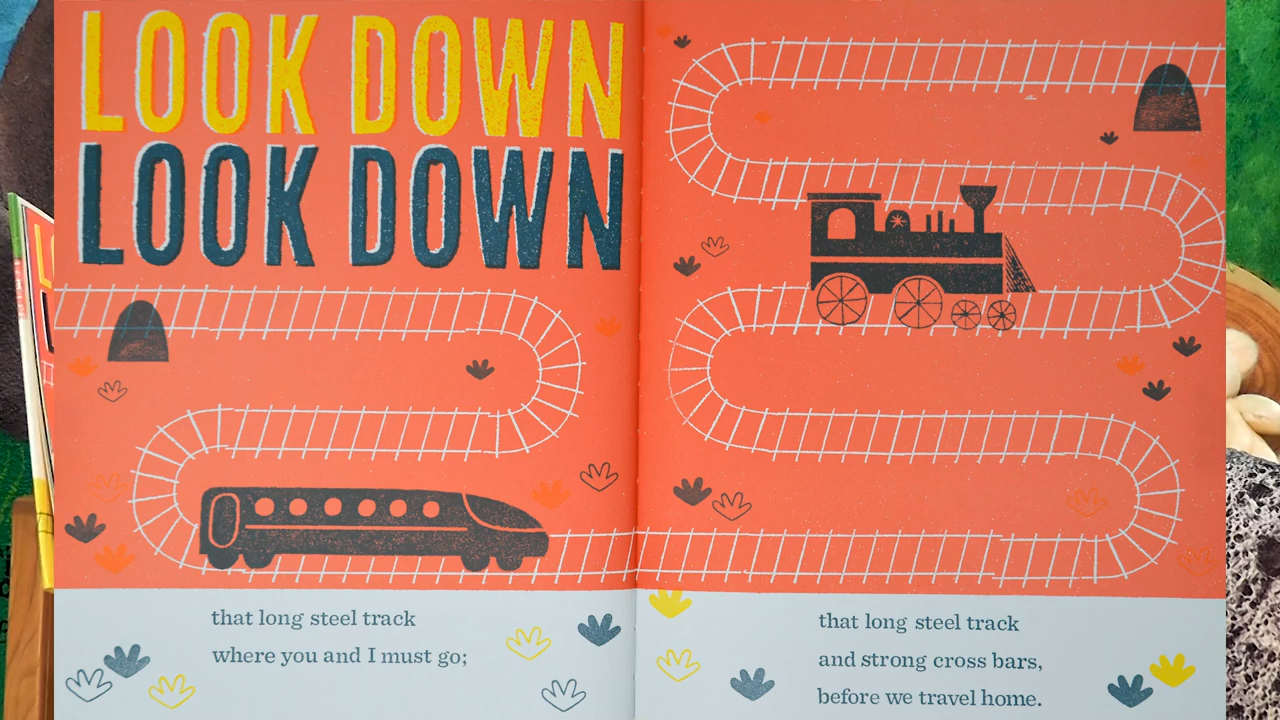 LOOK DOWN
LOOK DOWN
that long steel track
where you and I must go;
that long steel track
and strong cross bars,
before we travel home.